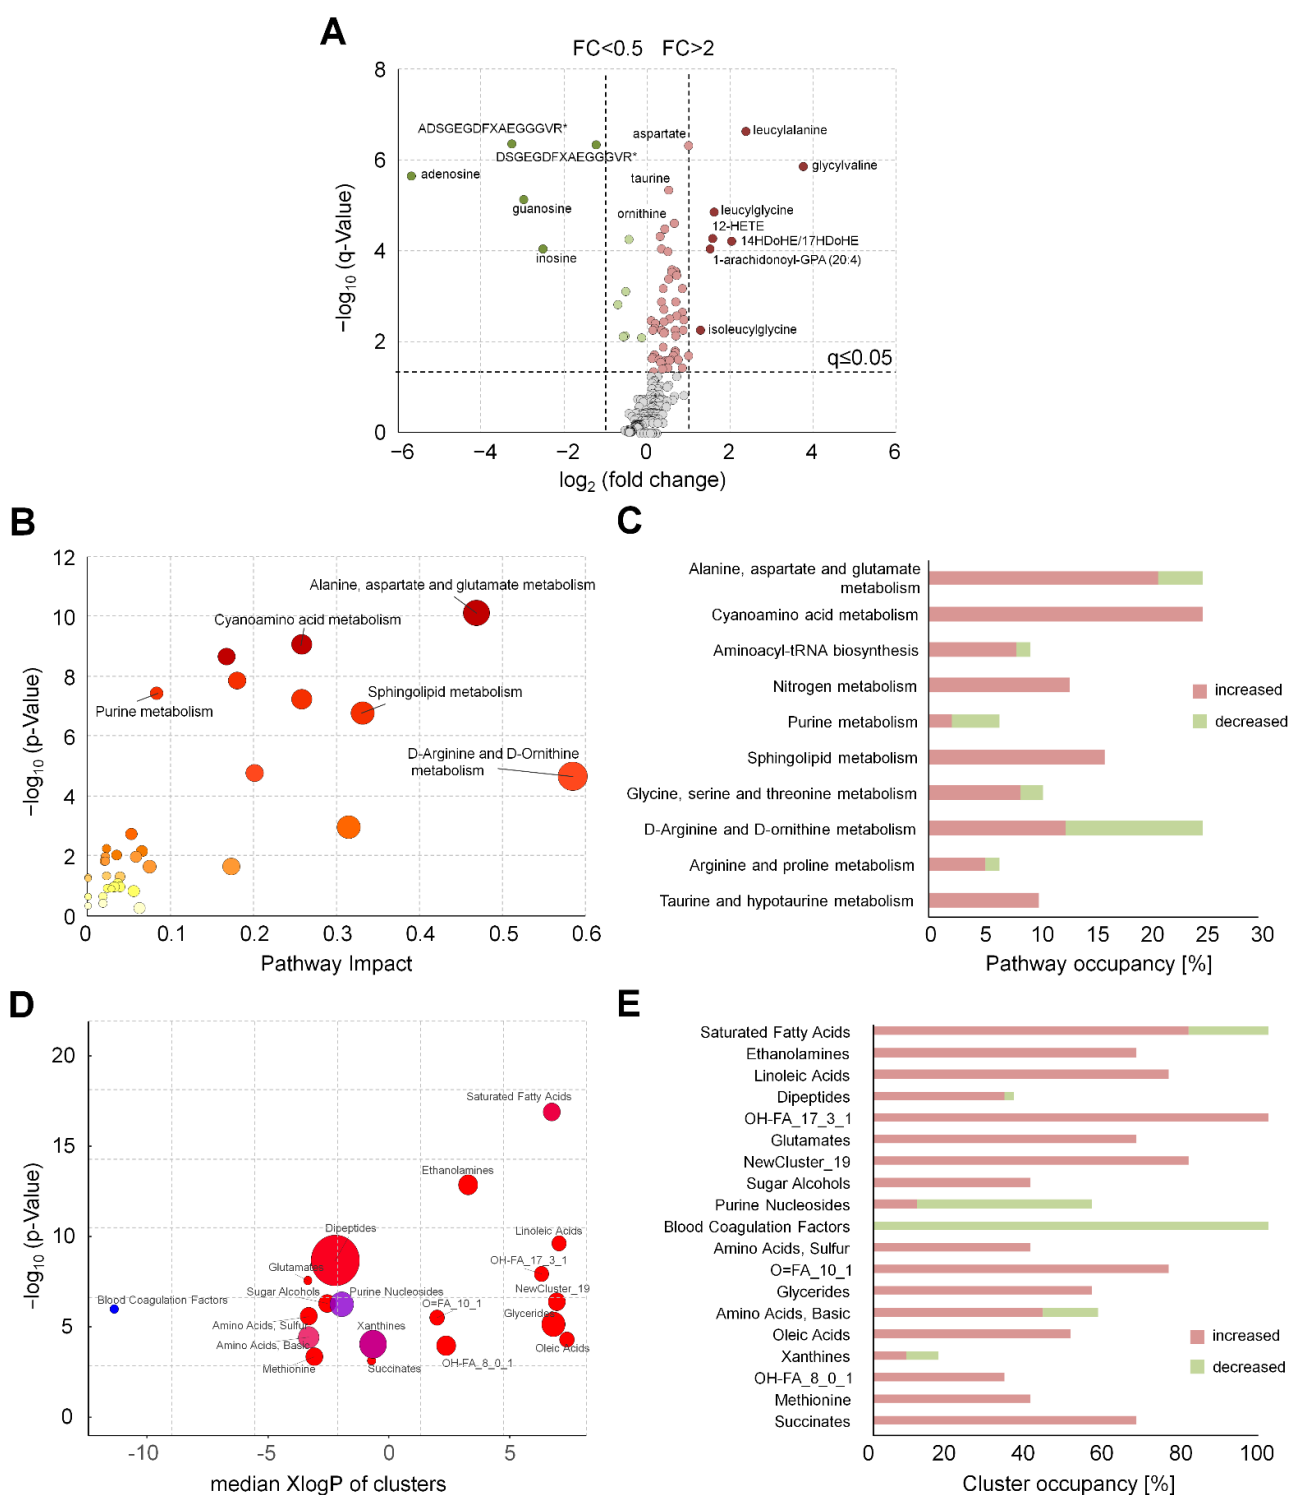 A
FC<0.5 FC>2
8
6
4
2
0
−log10 (q-Value)
ADSGEGDFXAEGGGVR*
DSGEGDFXAEGGGVR*
adenosine
guanosine
inosine
aspartate
taurine
ornithine
leucylalanine
glycylvaline
leucylglycine
12-HETE
14HDoHE/17HDoHE
1-arachidonoyl-GPA (20:4)
isoleucylglycine
q≤0.05
−6 −4 −2 0 2 4 6
log2 (fold change)
B
12
10
8
6
4
2
0
−log10 (p-Value)
Alanine, aspartate and glutamate metabolism
Cyanoamino acid metabolism
Sphingolipid metabolism
Purine metabolism
D-Arginine and D-Ornithine
metabolism
0 0.1 0.2 0.3 0.4 0.5 0.6
Pathway Impact
C
Alanine, aspartate and glutamate
metabolism
Cyanoamino acid metabolism
Aminoacyl-tRNA biosynthesis
Nitrogen metabolism
Purine metabolism
Sphingolipid metabolism
Glycine, serine and threonine metabolism
D-Arginine and D-ornithine metabolism
Arginine and proline metabolism
Taurine and hypotaurine metabolism
increased
decreased
0 5 10 15 20 25 30
Pathway occupancy [%]
D
20
15
10
5
0
−log10 (p-Value)
Saturated Fatty Acids
Ethanolamines
Dipeptides
Linoleic Acids
OH-FA_17_3_1
Glutamates
Sugar Alcohols
Purine Nucleosides
NewCluster_19
Blood Coagulation Factors
O=FA_10_1
Glycerides
Amino Acids, Sulfur
Xanthines
Amino Acids, Basic
Oleic Acids
Methionine
Succinates
OH-FA_8_0_1
-10 -5 0 5
median XlogP of clusters
E
Saturated Fatty Acids
Ethanolamines
Linoleic Acids
Dipeptides
OH-FA_17_3_1
Glutamates
NewCluster_19
Sugar Alcohols
Purine Nucleosides
Blood Coagulation Factors
Amino Acids, Sulfur
O=FA_10_1
Glycerides
Amino Acids, Basic
Oleic Acids
Xanthines
OH-FA_8_0_1
Methionine
Succinates
increased
decreased
0 20 40 60 80 100
Cluster occupancy [%]